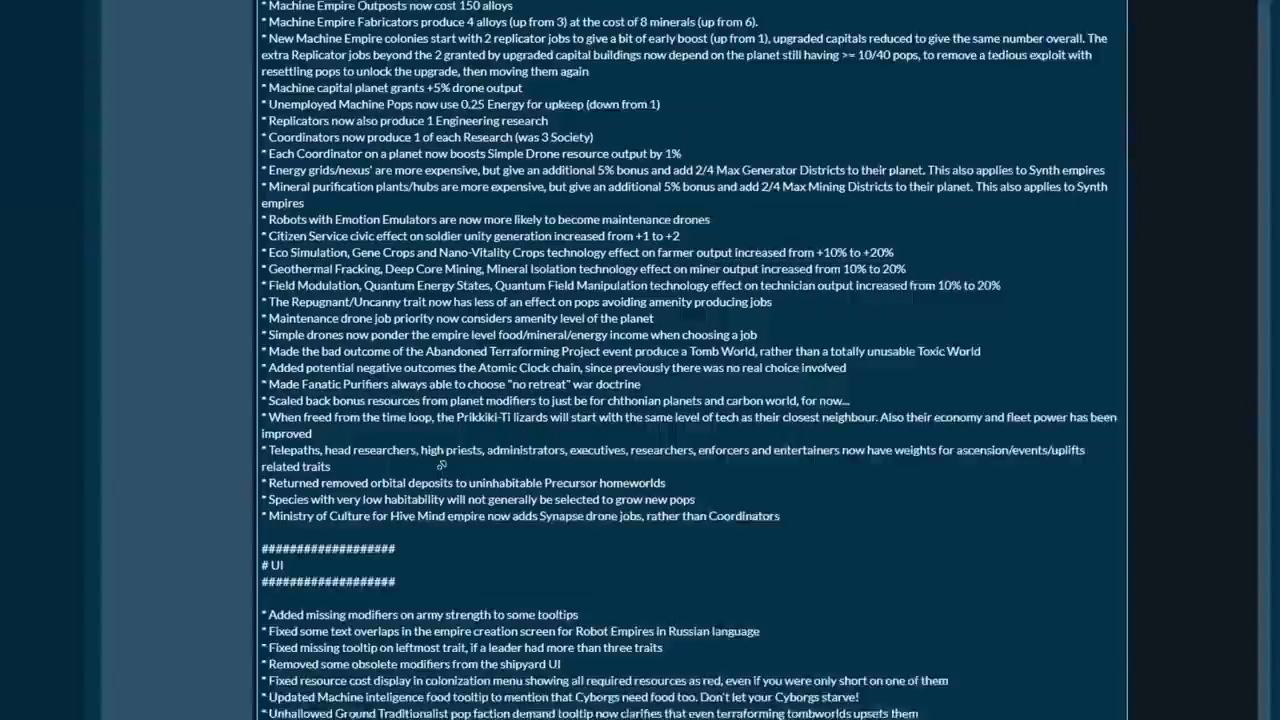 * Machine Empire Outposts now cost 150 alloys
* Machine Empire Fabricators produce 4 alloys (up from 3) at the cost of 8 minerals (up from 6).
* New Machine Empire colonies start with 2 replicator jobs to give a bit of early boost (up from 1), upgraded capitals reduced to give the same number overall. The
extra Replicator jobs beyond the 2 granted by upgraded capital buildings now depend on the planet still having >= 10/40 pops, to remove a tedious exploit with
resettling pops to unlock the upgrade, then moving them again
* Machine capital planet grants +5% drone output
* Unemployed Machine Pops now use 0.25 Energy for upkeep (down from 1)
* Replicators now also produce 1 Engineering research
* Coordinators now produce 1 of each Research (was 3 Society)
* Each Coordinator on a planet now boosts Simple Drone resource output by 1%
* Energy grids/nexus' are more expensive, but give an additional 5% bonus and add 2/4 Max Generator Districts to their planet. This also applies to Synth empires
* Mineral purification plants/hubs are more expensive, but give an additional 5% bonus and add 2/4 Max Mining Districts to their planet. This also applies to Synth
empires
* Robots with Emotion Emulators are now more likely to become maintenance drones
* Citizen Service civic effect on soldier unity generation increased from +1 to +2
* Eco Simulation, Gene Crops and Nano-Vitality Crops technology effect on farmer output increased from +10% to +20%
* Geothermal Fracking, Deep Core Mining, Mineral Isolation technology effect on miner output increased from 10% to 20%
* Field Modulation, Quantum Energy States, Quantum Field Manipulation technology effect on technician output increased from 10% to 20%
* The Repugnant/Uncanny trait now has less of an effect on pops avoiding amenity producing jobs
* Maintenance drone job priority now considers amenity level of the planet
* Simple drones now ponder the empire level food/mineral/energy income when choosing a job
* Made the bad outcome of the Abandoned Terraforming Project event produce a Tomb World, rather than a totally unusable Toxic World
* Added potential negative outcomes the Atomic Clock chain, since previously there was no real choice involved
* Made Fanatic Purifiers always able to choose "no retreat" war doctrine
* Scaled back bonus resources from planet modifiers to just be for chthonian planets and carbon world, for now...
* When freed from the time loop, the Prikkiki-Ti lizards will start with the same level of tech as their closest neighbour. Also their economy and fleet power has been
improved
* Telepaths, head researchers, high priests, administrators, executives, researchers, enforcers and entertainers now have weights for ascension/events/uplifts
related traits
* Returned removed orbital deposits to uninhabitable Precursor homeworlds
* Species with very low habitability will not generally be selected to grow new pops
* Ministry of Culture for Hive Mind empire now adds Synapse drone jobs, rather than Coordinators
###################
# UI
###################
* Added missing modifiers on army strength to some tooltips
* Fixed some text overlaps in the empire creation screen for Robot Empires in Russian language
* Fixed missing tooltip on leftmost trait, if a leader had more than three traits
* Removed some obsolete modifiers from the shipyard UI
* Fixed resource cost display in colonization menu showing all required resources as red, even if you were only short on one of them
* Updated Machine inteligence food tooltip to mention that Cyborgs need food too. Don't let your Cyborgs starve!
* Unhallowed Ground Traditionalist pop faction demand tooltip now clarifies that even terraforming tombworlds upsets them